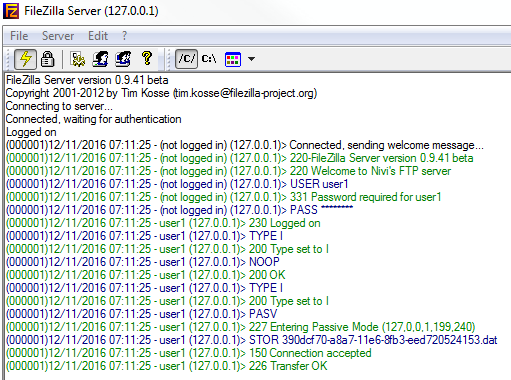 FileZilla Server (127.0.0.1)
File Server Edit ?
/C/ C:\
FileZilla Server version 0.9.41 beta
Copyright 2001-2012 by Tim Kosse (tim.kosse@filezilla-project.org)
Connecting to server...
Connected, waiting for authentication
Logged on
(000001)12/11/2016 07:11:25 - (not logged in) (127.0.0.1)> Connected, sending welcome message...
(000001)12/11/2016 07:11:25 - (not logged in) (127.0.0.1)> 220-FileZilla Server version 0.9.41 beta
(000001)12/11/2016 07:11:25 - (not logged in) (127.0.0.1)> 220 Welcome to Nivi's FTP server
(000001)12/11/2016 07:11:25 - (not logged in) (127.0.0.1)> USER user1
(000001)12/11/2016 07:11:25 - (not logged in) (127.0.0.1)> 331 Password required for user1
(000001)12/11/2016 07:11:25 - (not logged in) (127.0.0.1)> PASS ********
(000001)12/11/2016 07:11:25 - user1 (127.0.0.1)> 230 Logged on
(000001)12/11/2016 07:11:25 - user1 (127.0.0.1)> TYPE I
(000001)12/11/2016 07:11:25 - user1 (127.0.0.1)> 200 Type set to I
(000001)12/11/2016 07:11:25 - user1 (127.0.0.1)> NOOP
(000001)12/11/2016 07:11:25 - user1 (127.0.0.1)> 200 OK
(000001)12/11/2016 07:11:25 - user1 (127.0.0.1)> TYPE I
(000001)12/11/2016 07:11:25 - user1 (127.0.0.1)> 200 Type set to I
(000001)12/11/2016 07:11:25 - user1 (127.0.0.1)> PASV
(000001)12/11/2016 07:11:25 - user1 (127.0.0.1)> 227 Entering Passive Mode (127,0,0,1,199,240)
(000001)12/11/2016 07:11:25 - user1 (127.0.0.1)> STOR 390dcf70-a8a7-11e6-8fb3-eed720524153.dat
(000001)12/11/2016 07:11:25 - user1 (127.0.0.1)> 150 Connection accepted
(000001)12/11/2016 07:11:25 - user1 (127.0.0.1)> 226 Transfer OK